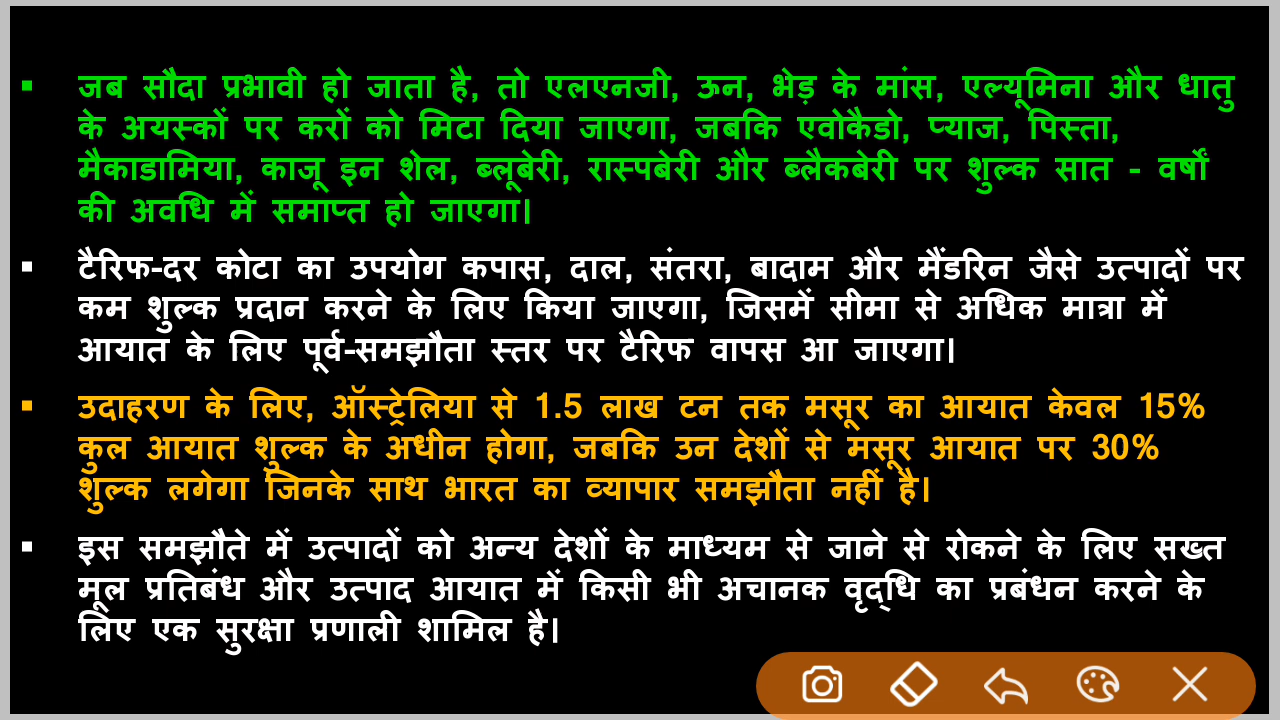 ▪ जब सौदा प्रभावी हो जाता है, तो एलएनजी, ऊन, भेड़ के मांस, एल्यूमिना और धातु
के अयस्कों पर करों को मिटा दिया जाएगा, जबकि एवोकैडो, प्याज, पिस्ता,
मैकाडामिया, काजू इन शेल, ब्लूबेरी, रास्पबेरी और ब्लैकबेरी पर शुल्क सात - वर्षों
की अवधि में समाप्त हो जाएगा।
▪ टैरिफ-दर कोटा का उपयोग कपास, दाल, संतरा, बादाम और मैंडरिन जैसे उत्पादों पर
कम शुल्क प्रदान करने के लिए किया जाएगा, जिसमें सीमा से अधिक मात्रा में
आयात के लिए पूर्व-समझौता स्तर पर टैरिफ वापस आ जाएगा।
▪ उदाहरण के लिए, ऑस्ट्रेलिया से 1.5 लाख टन तक मसूर का आयात केवल 15%
कुल आयात शुल्क के अधीन होगा, जबकि उन देशों से मसूर आयात पर 30%
शुल्क लगेगा जिनके साथ भारत का व्यापार समझौता नहीं है।
▪ इस समझौते में उत्पादों को अन्य देशों के माध्यम से जाने से रोकने के लिए सख्त
मूल प्रतिबंध और उत्पाद आयात में किसी भी अचानक वृद्धि का प्रबंधन करने के
लिए एक सुरक्षा प्रणाली शामिल है।